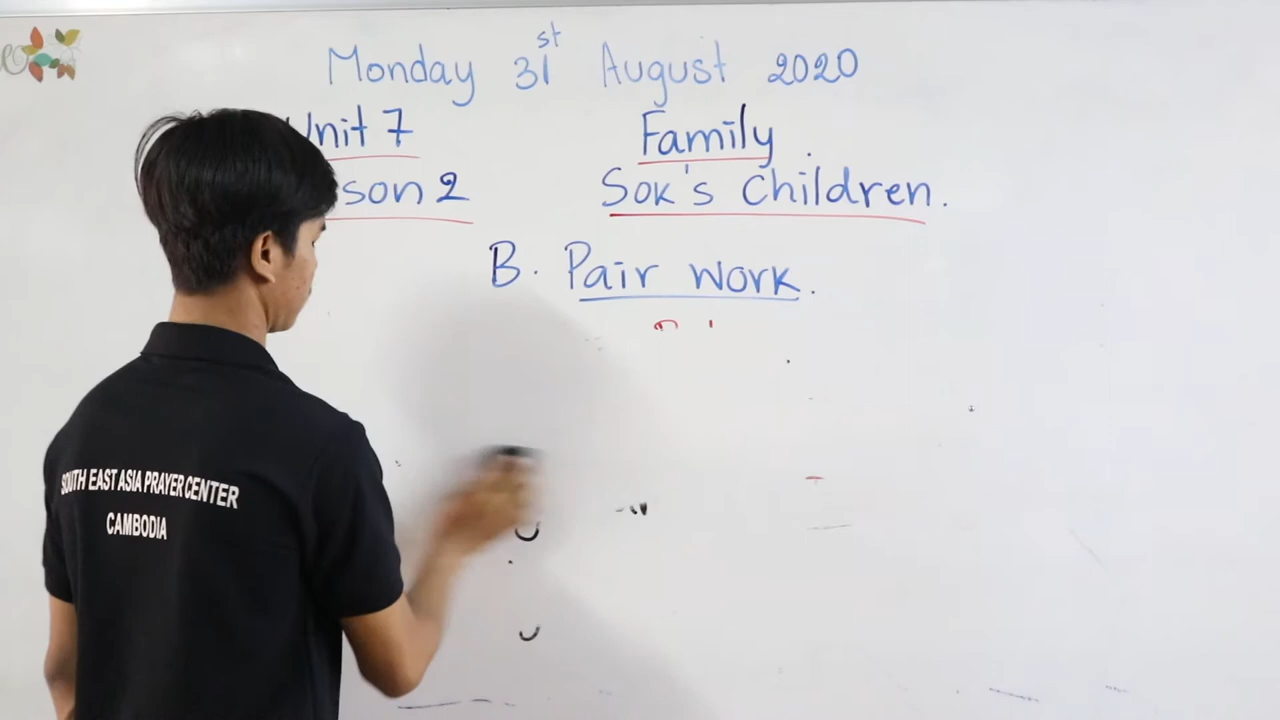 Monday 31st August 2020
Unit 7 Family
son 2 Sok's Children.
B. Pair work.
SOUTH EAST ASIA PRAYER CENTER
CAMBODIA